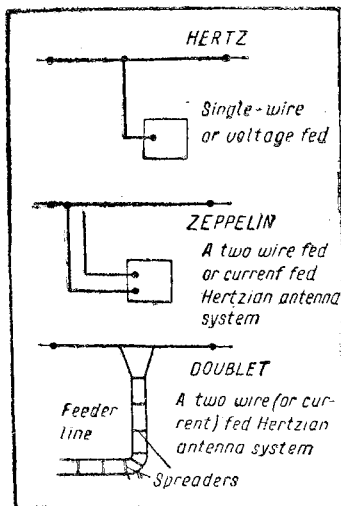 HERTZ
Single-wire
or voltage fed
ZEPPELIN
A two wire fed
or current fed
Hertzian antenna
system
DOUBLET
A two wire (or cur-
rent) fed Hertzian
antenna system
Feeder
line
Spreaders